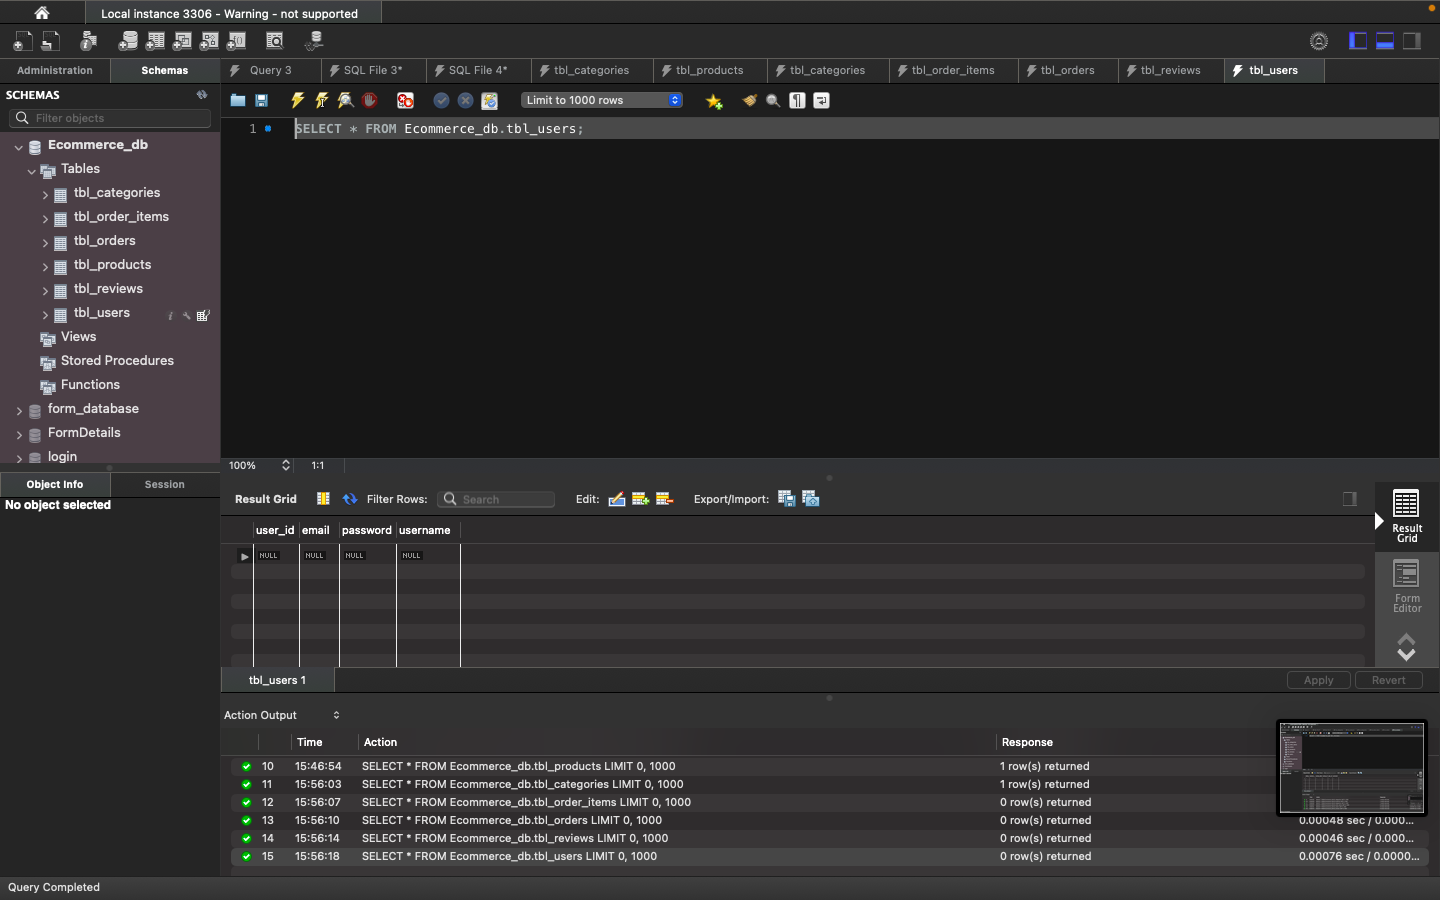 Local instance 3306 - Warning - not supported
Administration
Schemas
Query 3
SQL File 3*
SQL File 4*
tbl_categories
tbl_products
tbl_categories
tbl_order_items
tbl_orders
tbl_reviews
tbl_users
SCHEMAS
Filter objects
Limit to 1000 rows
1
SELECT * FROM Ecommerce_db.tbl_users;
Ecommerce_db
Tables
tbl_categories
tbl_order_items
tbl_orders
tbl_products
tbl_reviews
tbl_users
Views
Stored Procedures
Functions
form_database
FormDetails
login
100%
1:1
Object Info
Session
No object selected
Result Grid
Filter Rows:
Search
Edit:
Export/Import:
user_id
email
password
username
NULL
NULL
NULL
NULL
Result
Grid
Form
Editor
tbl_users 1
Apply
Revert
Action Output
Time
Action
Response
10 15:46:54 SELECT * FROM Ecommerce_db.tbl_products LIMIT 0, 1000 1 row(s) returned
11 15:56:03 SELECT * FROM Ecommerce_db.tbl_categories LIMIT 0, 1000 1 row(s) returned
12 15:56:07 SELECT * FROM Ecommerce_db.tbl_order_items LIMIT 0, 1000 0 row(s) returned
13 15:56:10 SELECT * FROM Ecommerce_db.tbl_orders LIMIT 0, 1000 0 row(s) returned 0.00048 sec / 0.000...
14 15:56:14 SELECT * FROM Ecommerce_db.tbl_reviews LIMIT 0, 1000 0 row(s) returned 0.00046 sec / 0.000...
15 15:56:18 SELECT * FROM Ecommerce_db.tbl_users LIMIT 0, 1000 0 row(s) returned 0.00076 sec / 0.0000...
Query Completed